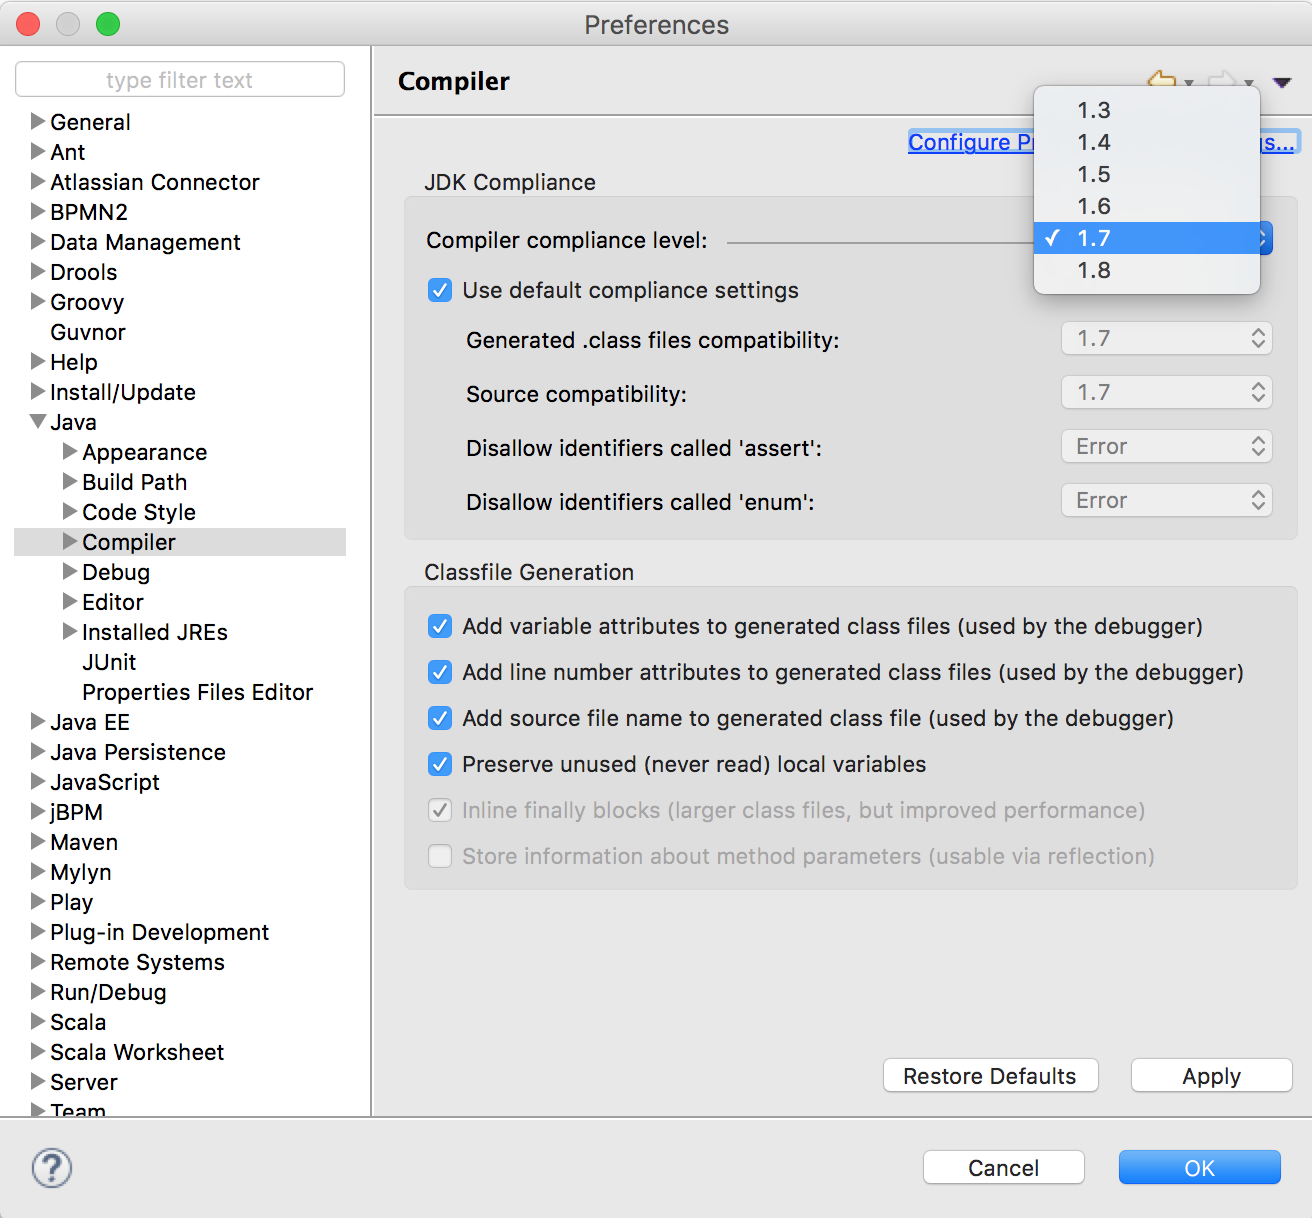 Preferences
type filter text
General
Ant
Atlassian Connector
BPMN2
Data Management
Drools
Groovy
Guvnor
Help
Install/Update
Java
Appearance
Build Path
Code Style
Compiler
Debug
Editor
Installed JREs
JUnit
Properties Files Editor
Java EE
Java Persistence
JavaScript
jBPM
Maven
Mylyn
Play
Plug-in Development
Remote Systems
Run/Debug
Scala
Scala Worksheet
Server
Team
Compiler
Configure
JDK Compliance
Compiler compliance level:
1.3
1.4
1.5
1.6
✓ 1.7
1.8
Use default compliance settings
Generated .class files compatibility: 1.7
Source compatibility: 1.7
Disallow identifiers called 'assert': Error
Disallow identifiers called 'enum': Error
Classfile Generation
Add variable attributes to generated class files (used by the debugger)
Add line number attributes to generated class files (used by the debugger)
Add source file name to generated class file (used by the debugger)
Preserve unused (never read) local variables
Inline finally blocks (larger class files, but improved performance)
Store information about method parameters (usable via reflection)
Restore Defaults Apply
? Cancel OK